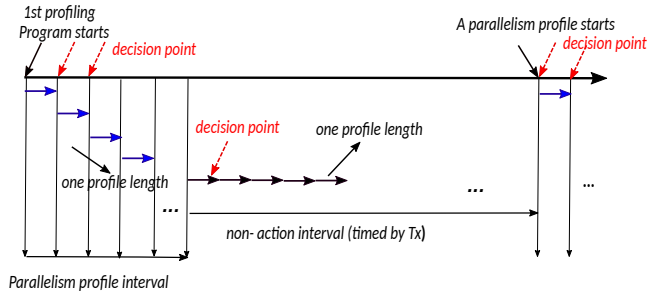 1st profiling
Program starts
decision point
A parallelism profile starts
decision point
decision point
one profile length
one profile length
...
...
...
non- action interval (timed by Tx)
Parallelism profile interval